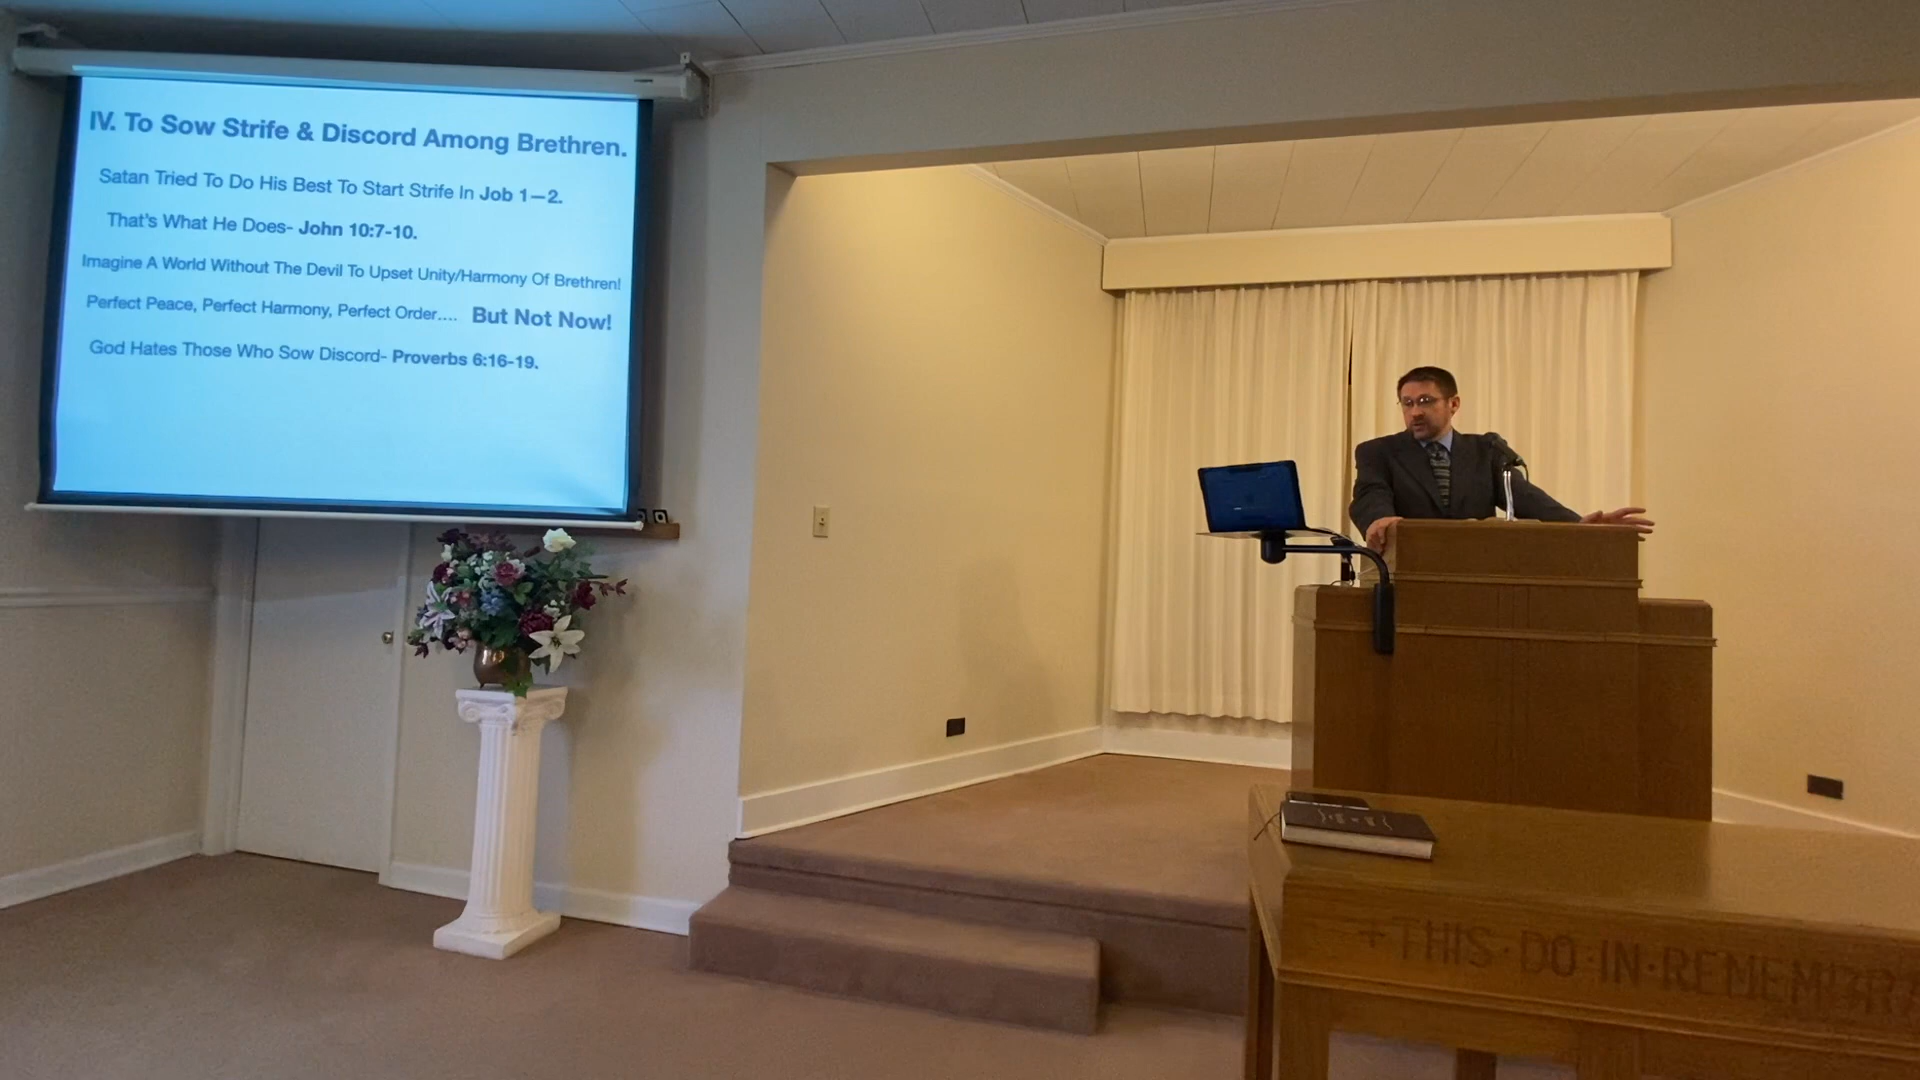 IV. To Sow Strife & Discord Among Brethren.
Satan Tried To Do His Best To Start Strife In Job 1—2.
That's What He Does- John 10:7-10.
Imagine A World Without The Devil To Upset Unity/Harmony Of Brethren!
Perfect Peace, Perfect Harmony, Perfect Order.... But Not Now!
God Hates Those Who Sow Discord- Proverbs 6:16-19.
THIS·DO·IN·REMEMBR